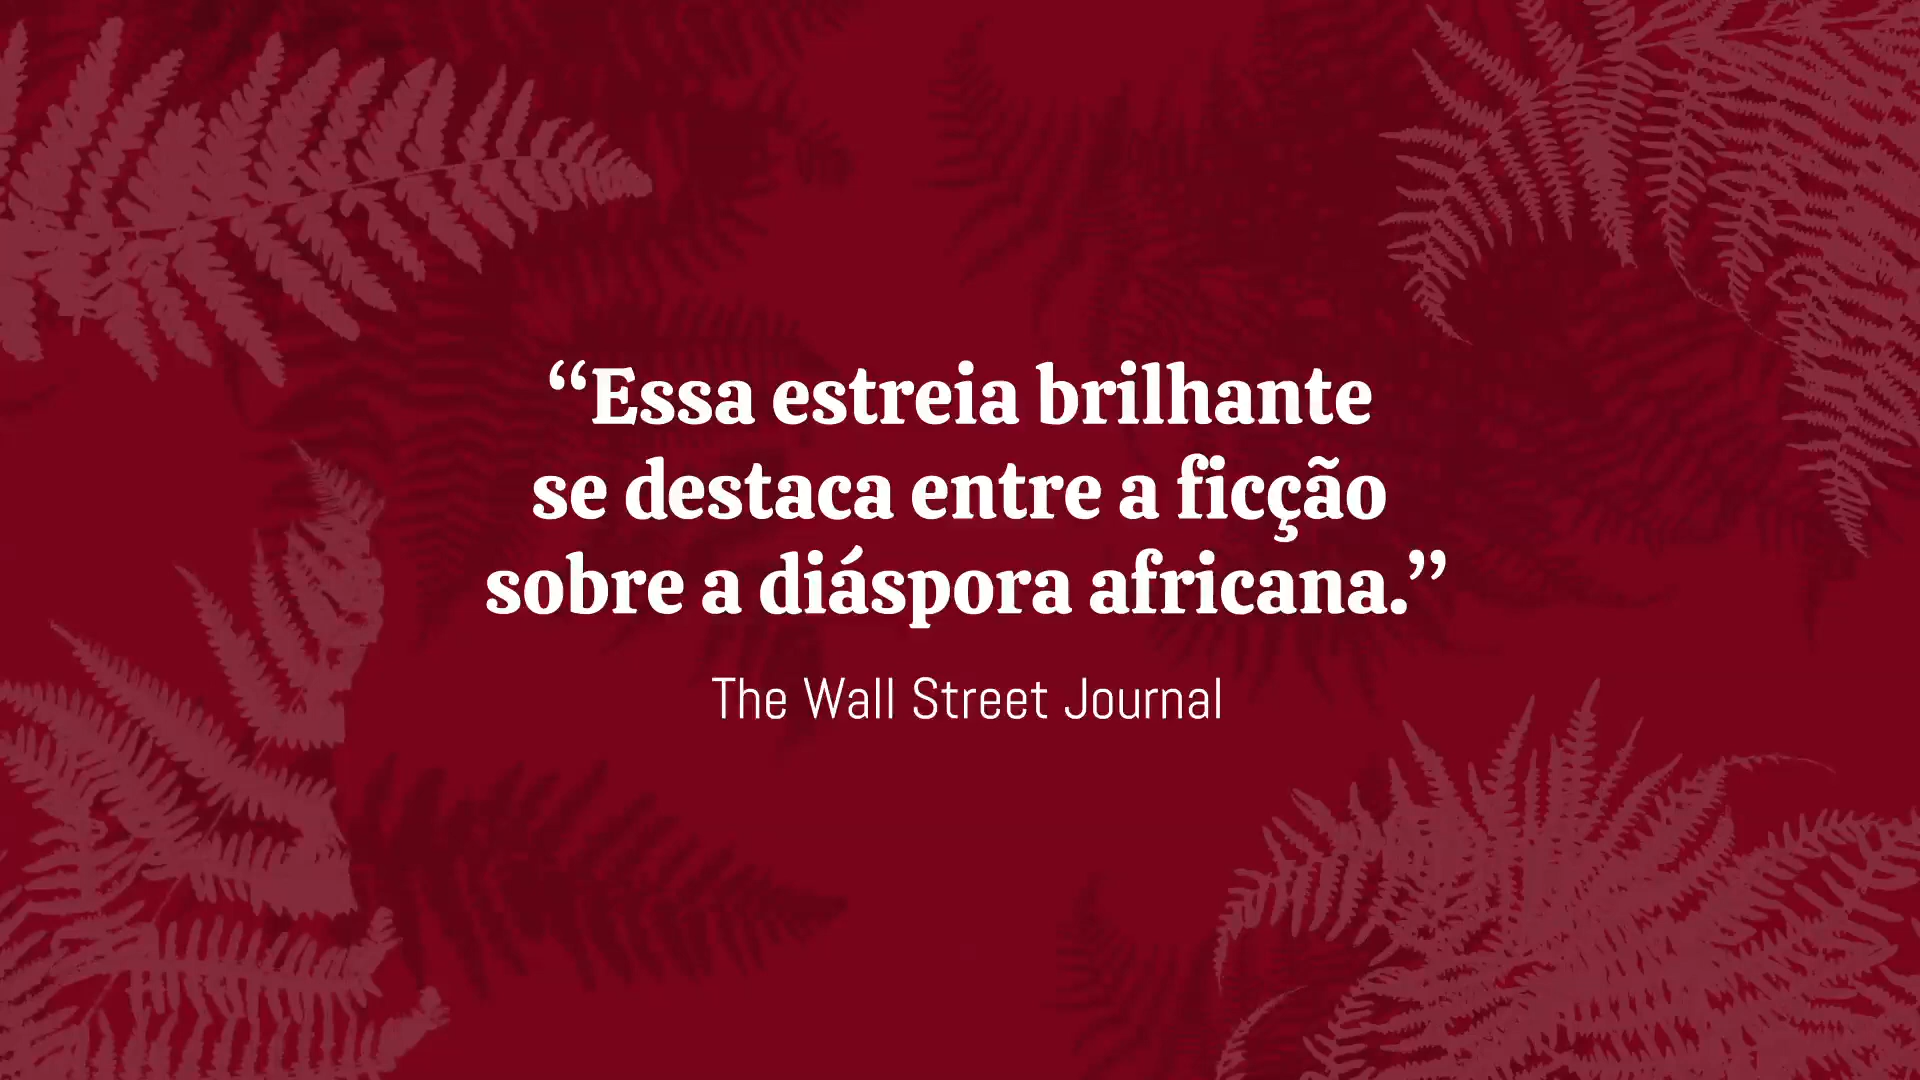 “Essa estreia brilhante
se destaca entre a ficção
sobre a diáspora africana.”
The Wall Street Journal